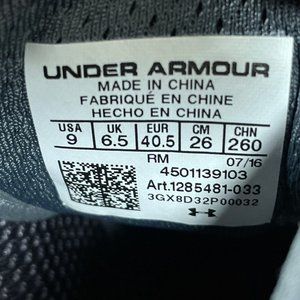 UNDER ARMOUR
MADE IN CHINA
FABRIQUÉ EN CHINE
HECHO EN CHINA
USA UK EUR CM CHN
9 6.5 40.5 26 260
RM 07/16
4501139103
Art.1285481-033
3GX8D32P00032